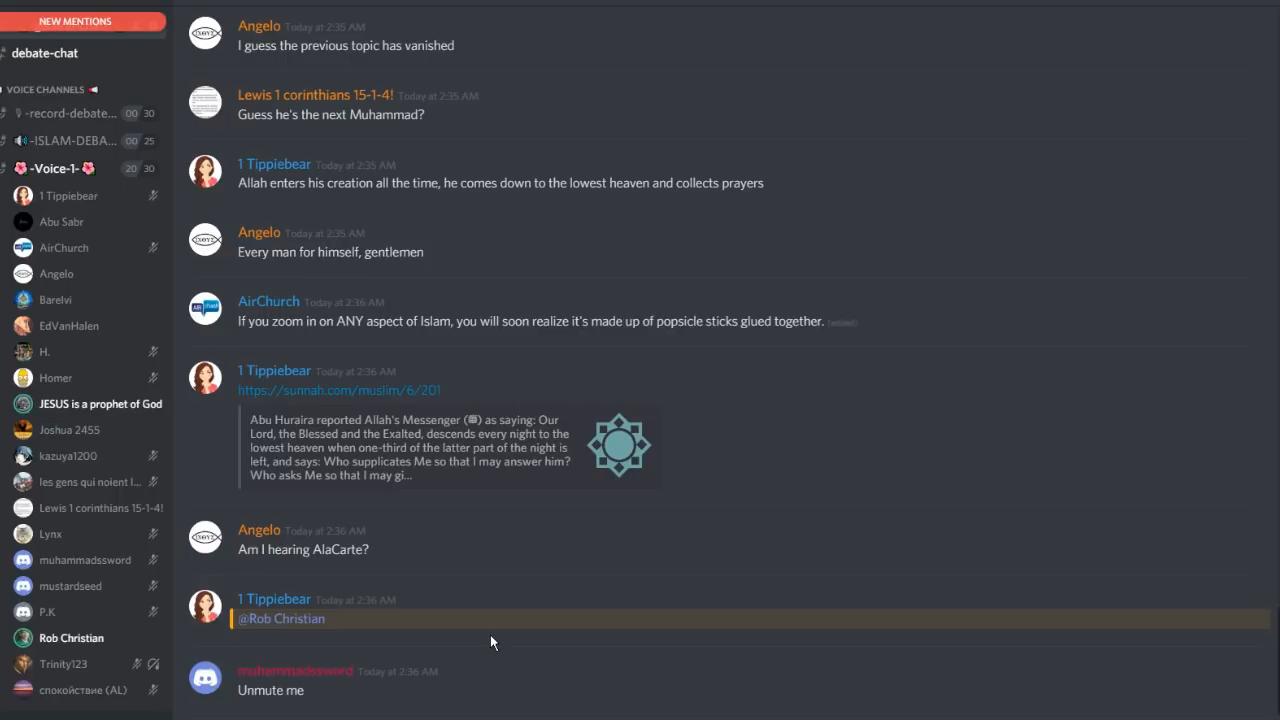 NEW MENTIONS
debate-chat
VOICE CHANNELS
-record-debate... 00 30
-ISLAM-DEBA... 00 25
-Voice-1- 20 30
1 Tippiebear
Abu Sabr
AirChurch
Angelo
Barelvi
EdVanHalen
H.
Homer
JESUS is a prophet of God
Joshua 2455
kazuya1200
les gens qui noient l...
Lewis 1 corinthians 15-1-4!
Lynx
muhammadssword
mustardseed
P.K
Rob Christian
Trinity123
спокойствие (AL)
Angelo Today at 2:35 AM
I guess the previous topic has vanished
Lewis 1 corinthians 15-1-4! Today at 2:35 AM
Guess he's the next Muhammad?
1 Tippiebear Today at 2:35 AM
Allah enters his creation all the time, he comes down to the lowest heaven and collects prayers
Angelo Today at 2:35 AM
Every man for himself, gentlemen
AirChurch Today at 2:36 AM
If you zoom in on ANY aspect of Islam, you will soon realize it's made up of popsicle sticks glued together. (edited)
1 Tippiebear Today at 2:36 AM
https://sunnah.com/muslim/6/201
Abu Huraira reported Allah's Messenger (ﷺ) as saying: Our
Lord, the Blessed and the Exalted, descends every night to the
lowest heaven when one-third of the latter part of the night is
left, and says: Who supplicates Me so that I may answer him?
Who asks Me so that I may gi...
Angelo Today at 2:36 AM
Am I hearing AlaCarte?
1 Tippiebear Today at 2:36 AM
@Rob Christian
muhammadssword Today at 2:36 AM
Unmute me